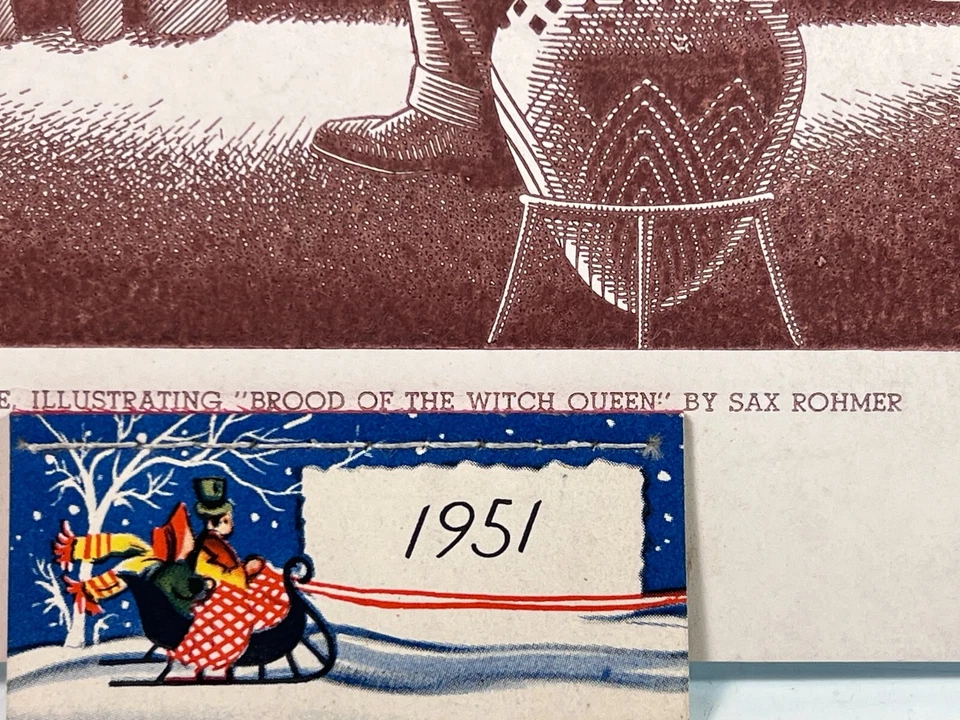 E, ILLUSTRATING "BROOD OF THE WITCH QUEEN" BY SAX ROHMER
1951